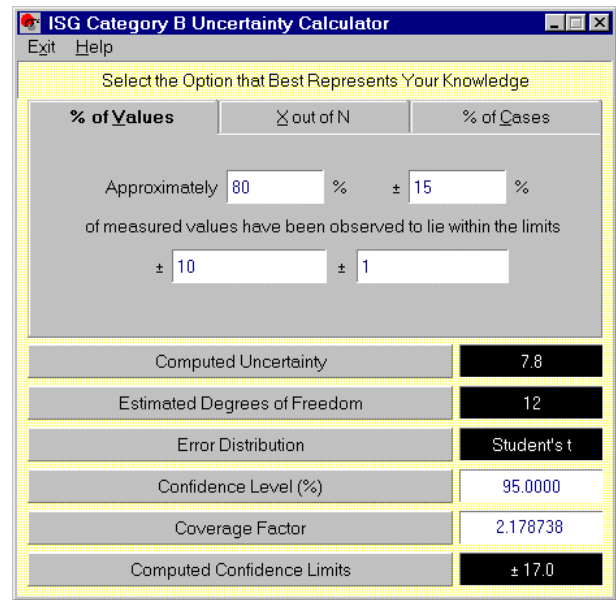 ISG Category B Uncertainty Calculator
Exit Help
Select the Option that Best Represents Your Knowledge
% of Values X out of N % of Cases
Approximately 80 % ± 15 %
of measured values have been observed to lie within the limits
± 10 ± 1
Computed Uncertainty 7.8
Estimated Degrees of Freedom 12
Error Distribution Student's t
Confidence Level (%) 95.0000
Coverage Factor 2.178738
Computed Confidence Limits ± 17.0